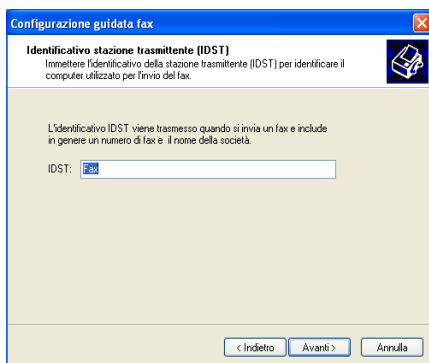 Configurazione guidata fax
Identificativo stazione trasmittente (IDST)
Immettere l'identificativo della stazione trasmittente (IDST) per identificare il
computer utilizzato per l'invio del fax.
L'identificativo IDST viene trasmesso quando si invia un fax e include
in genere un numero di fax e il nome della società.
IDST: Fax
< Indietro Avanti > Annulla